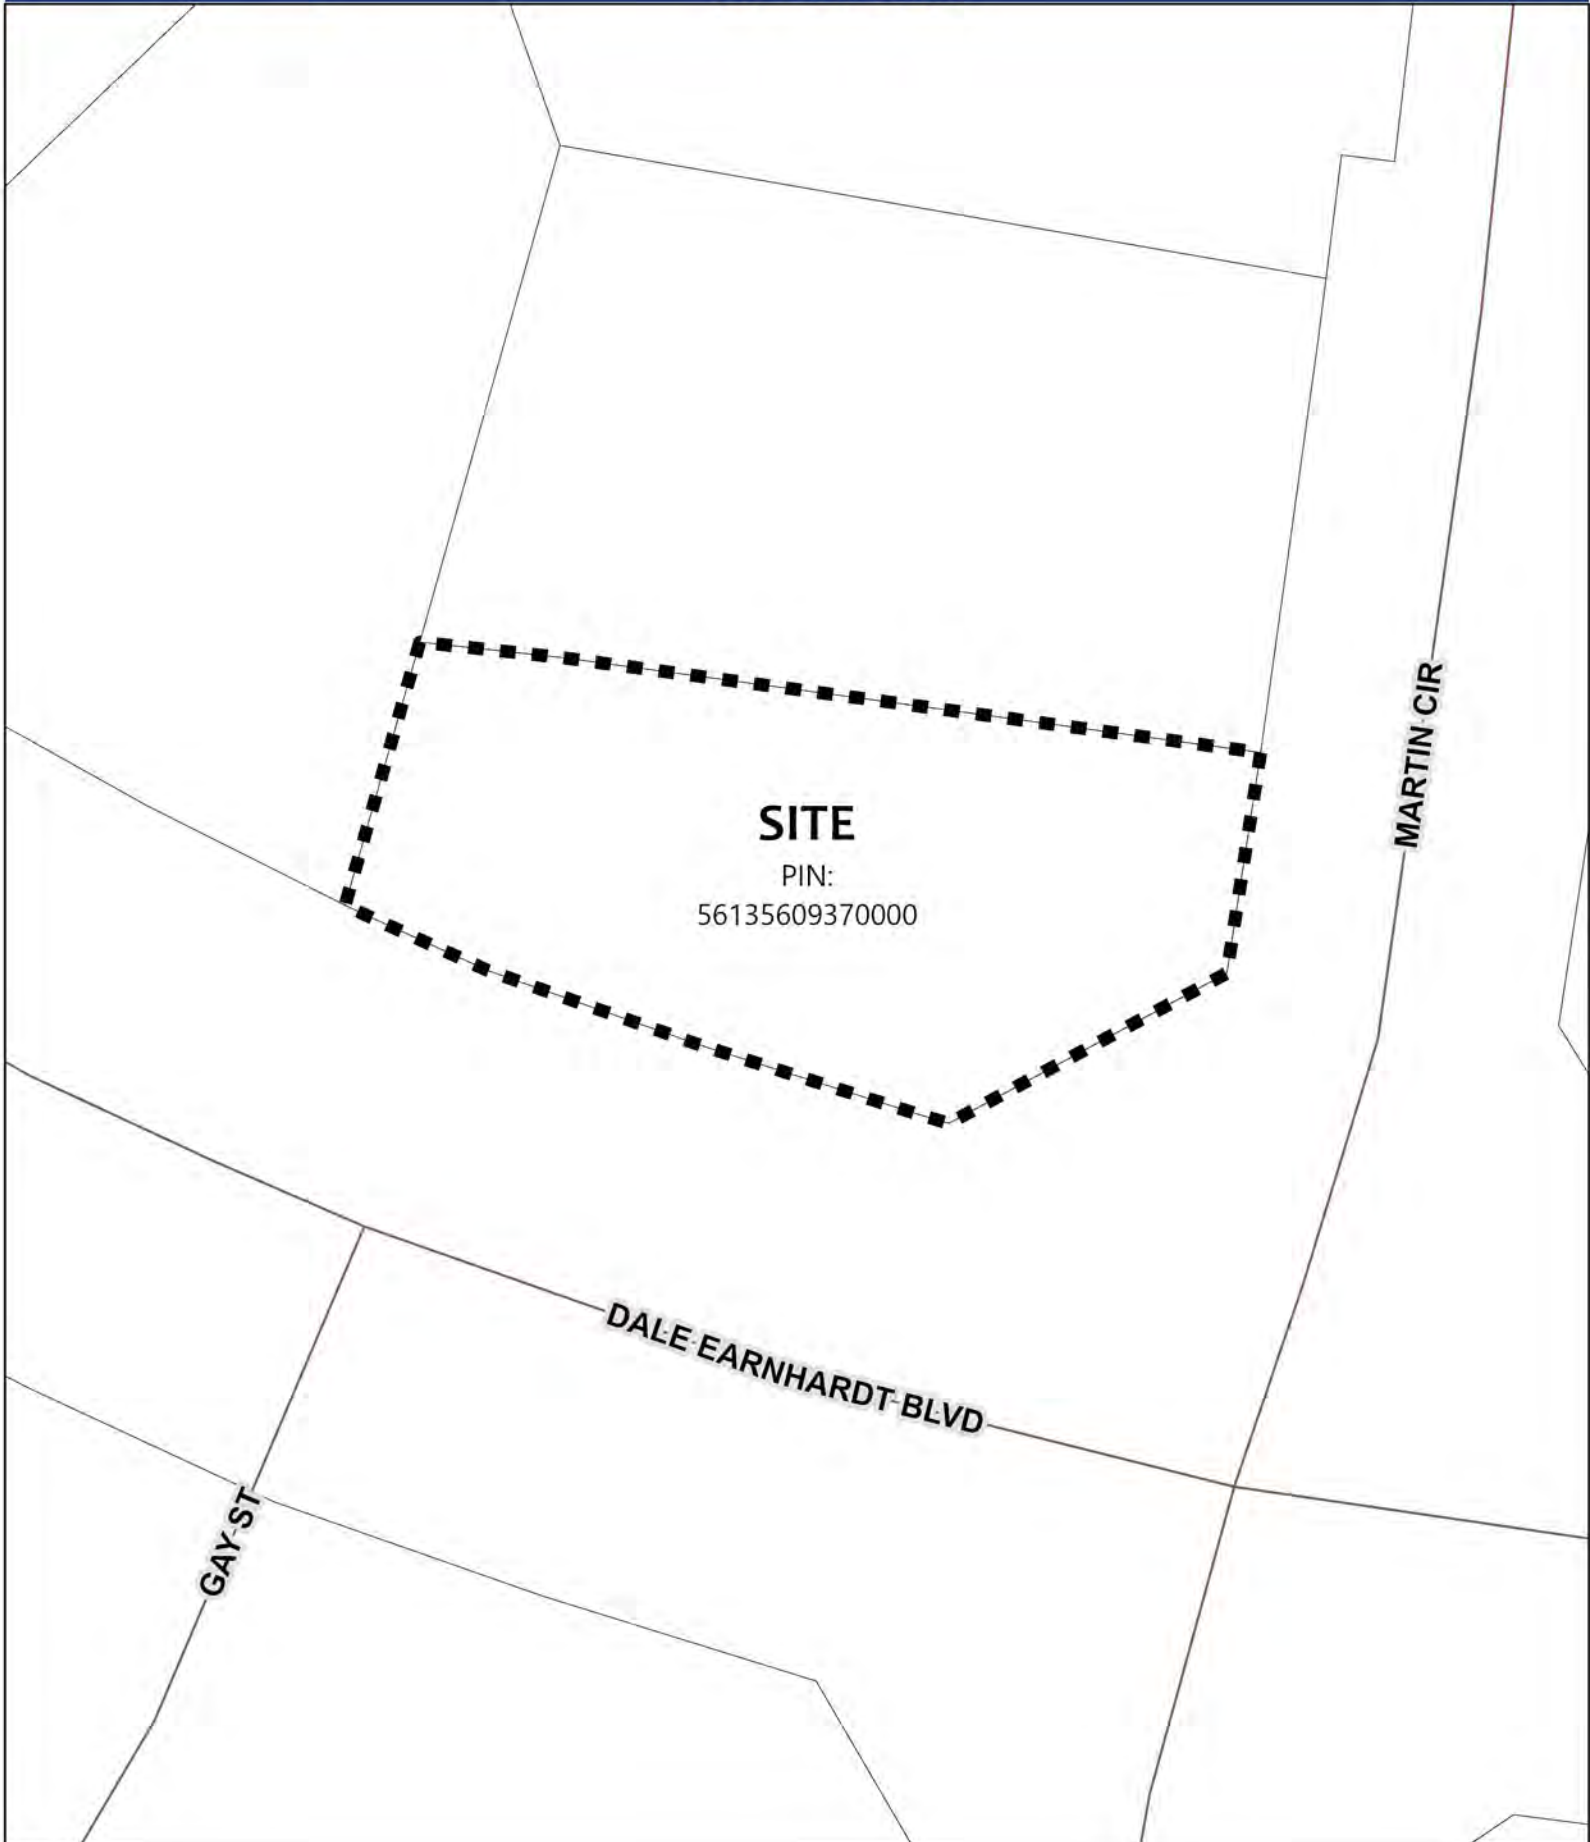 MARTIN CIR
SITE
PIN:
56135609370000
DALE EARNHARDT BLVD
GAY ST